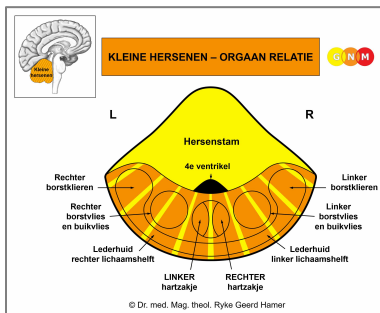 Kleine
hersenen
KLEINE HERSENEN – ORGAAN RELATIE
G N M
L
R
Hersenstam
4e ventrikel
Rechter
borstklieren
Linker
borstklieren
Rechter
borstvlies
en buikvlies
Linker
borstvlies
en buikvlies
Lederhuid
rechter lichaamshelft
Lederhuid
linker lichaamshelft
LINKER
hartzakje
RECHTER
hartzakje
© Dr. med. Mag. theol. Ryke Geerd Hamer